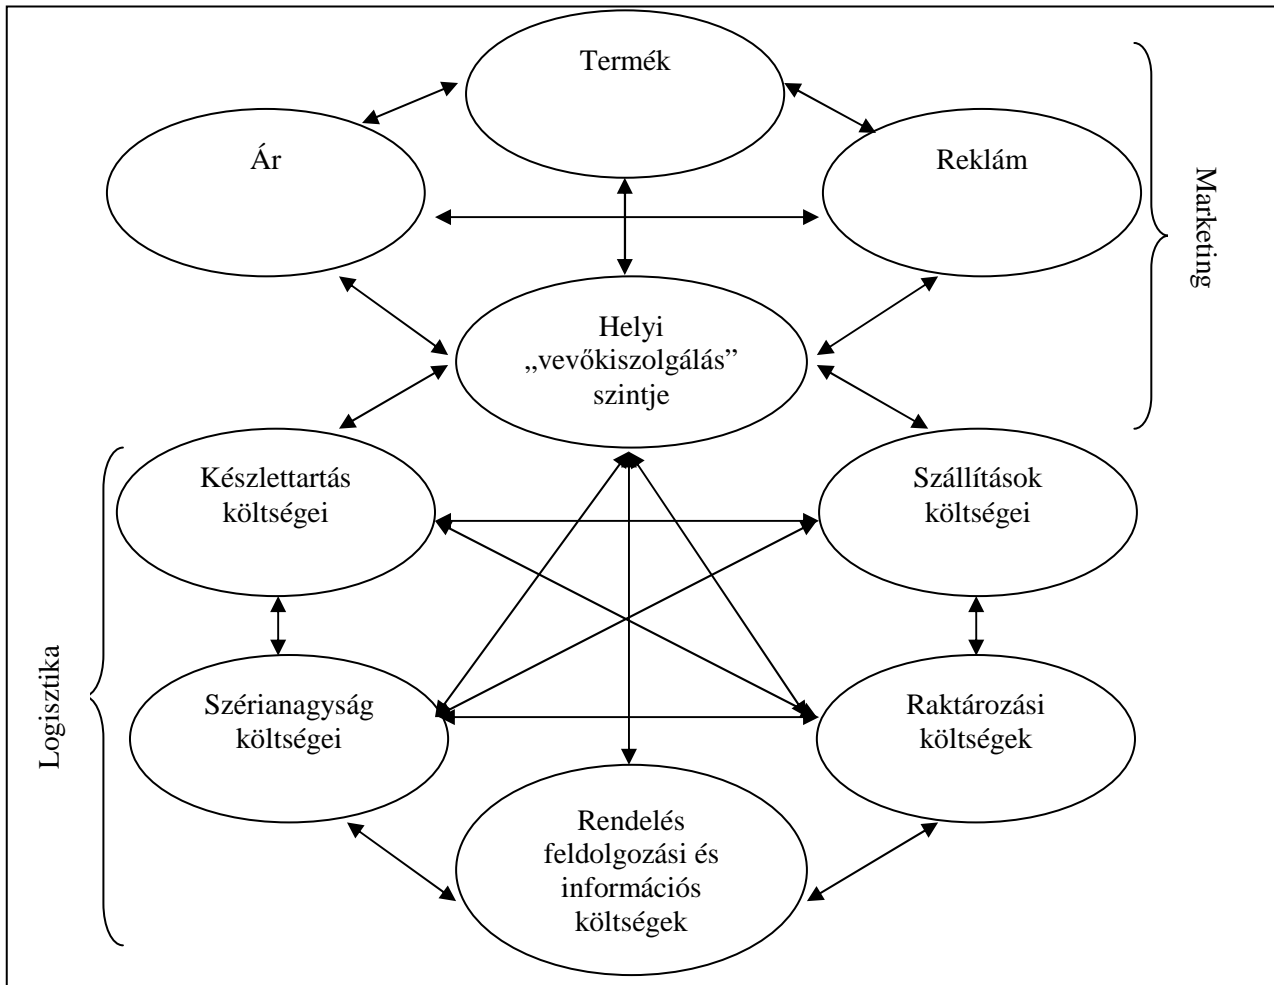 Termék
Ár
Reklám
Marketing
Helyi
„vevőkiszolgálás”
szintje
Készlettartás
költségei
Szállítások
költségei
Logisztika
Szérianagyság
költségei
Raktározási
költségek
Rendelés
feldolgozási és
információs
költségek